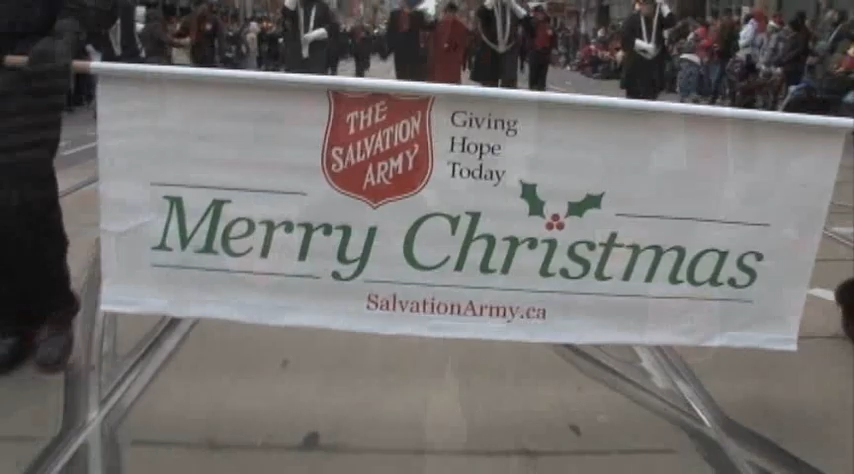 THE
SALVATION
ARMY
Giving
Hope
Today
Merry Christmas
SalvationArmy.ca